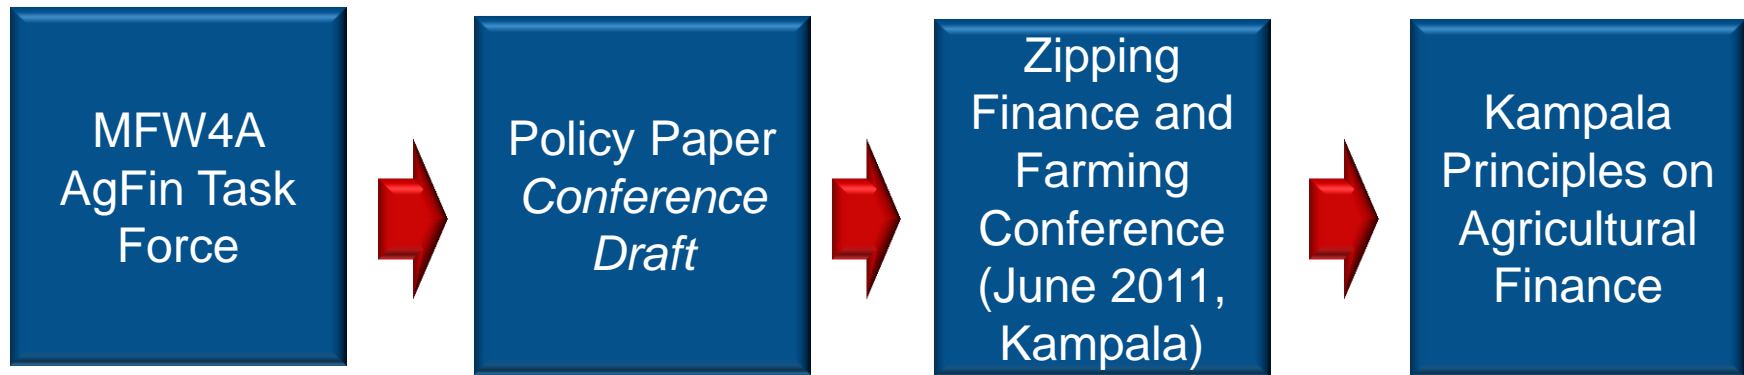 MFW4A
AgFin Task
Force
Policy Paper
Conference
Draft
Zipping
Finance and
Farming
Conference
(June 2011,
Kampala)
Kampala
Principles on
Agricultural
Finance